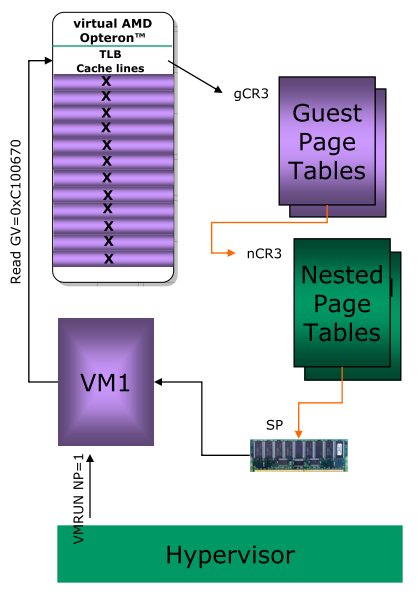 virtual AMD
Opteron™
TLB
Cache lines
X
X
X
X
X
X
X
X
X
X
X
X
gCR3
Guest
Page
Tables
nCR3
Nested
Page
Tables
Read GV=0xC100670
VM1
SP
VMRUN NP=1
Hypervisor